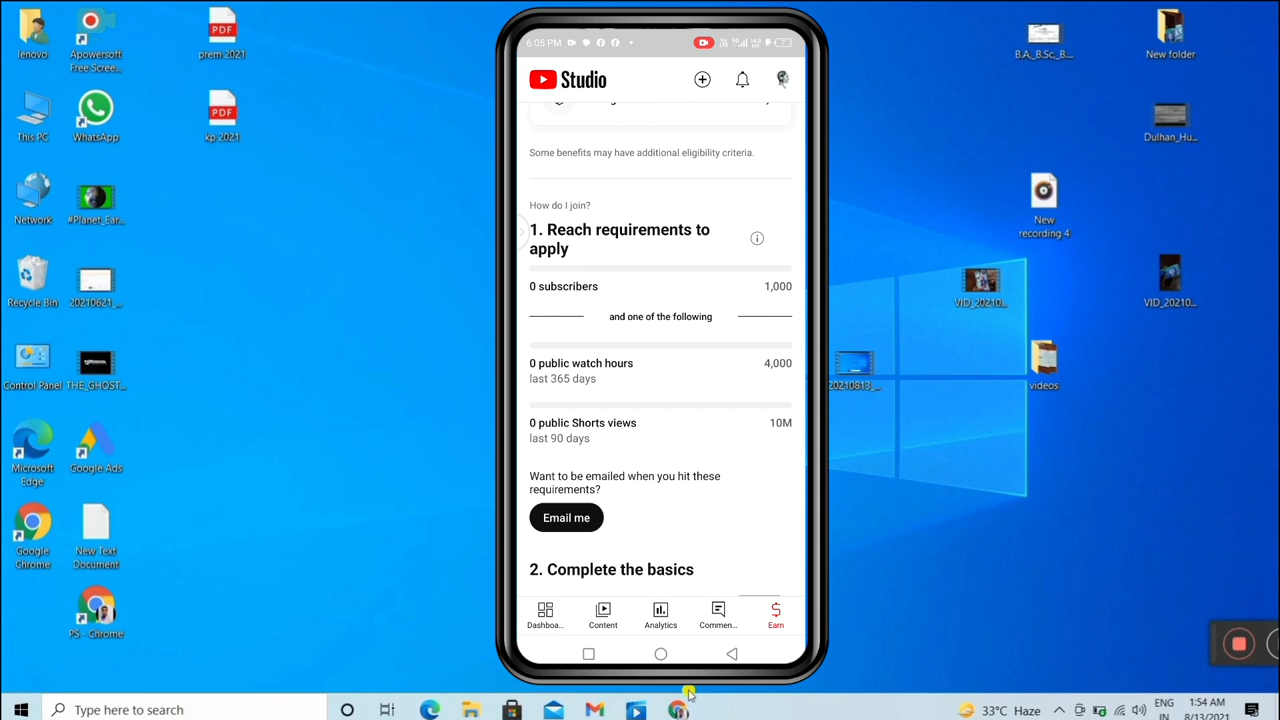 lenovo
Apowersoft
Free Scree...
prem 2021
This PC
WhatsApp
kp 2021
Network
#Planet_Ear...
Recycle Bin
20210621_...
Control Panel
THE_GHOST...
Microsoft
Edge
Google Ads
Google
Chrome
New Text
Document
PS - Chrome
6:05 PM
Studio
Some benefits may have additional eligibility criteria.
How do I join?
1. Reach requirements to
apply
0 subscribers 1,000
and one of the following
0 public watch hours 4,000
last 365 days
0 public Shorts views 10M
last 90 days
Want to be emailed when you hit these
requirements?
Email me
2. Complete the basics
Dashboa...
Content
Analytics
Commen...
Earn
B.A,_B.Sc,_B....
New folder
Dulhan_Hu...
New
recording 4
VID_20210...
VID_20210...
20210813_...
videos
Type here to search
33°C Haze
ENG
IN
1:54 AM
8/13/2021